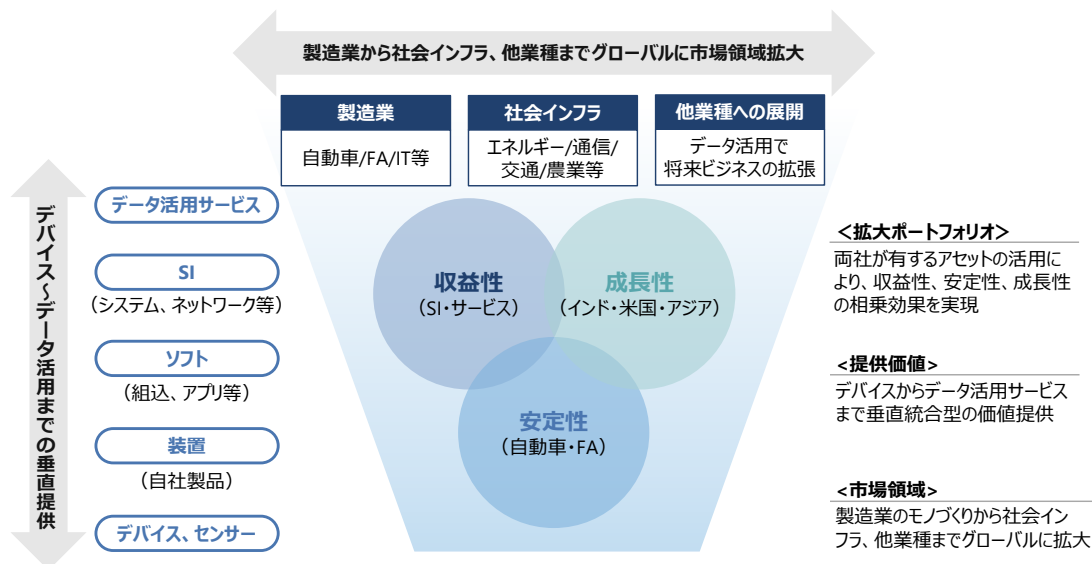 製造業から社会インフラ、他業種までグローバルに市場領域拡大
製造業
自動車/FA/IT等
社会インフラ
エネルギー/通信/
交通/農業等
他業種への展開
データ活用で
将来ビジネスの拡張
デバイス～データ活用までの垂直提供
データ活用サービス
SI
（システム、ネットワーク等）
ソフト
（組込、アプリ等）
装置
（自社製品）
デバイス、センサー
収益性
（SI・サービス）
成長性
（インド・米国・アジア）
安定性
（自動車・FA）
<拡大ポートフォリオ>
両社が有するアセットの活用に
より、収益性、安定性、成長性
の相乗効果を実現
<提供価値>
デバイスからデータ活用サービス
まで垂直統合型の価値提供
<市場領域>
製造業のモノづくりから社会イン
フラ、他業種までグローバルに拡大